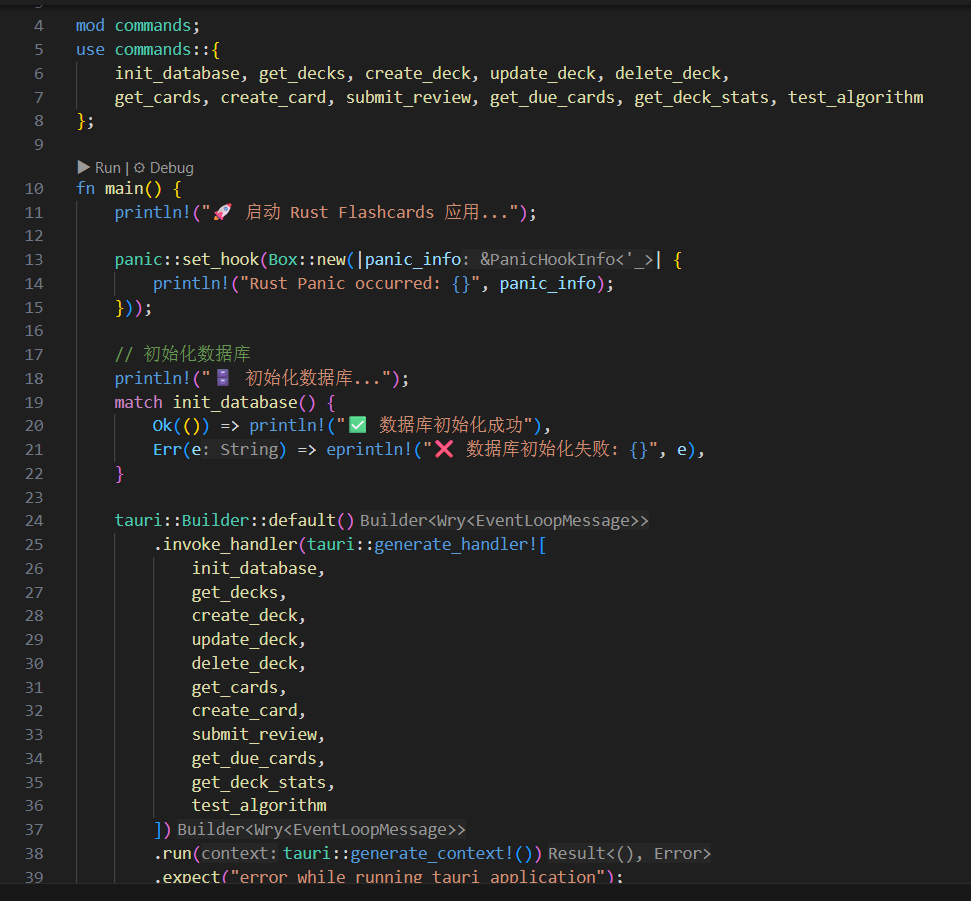 4 mod commands;
5 use commands::{
6 init_database, get_decks, create_deck, update_deck, delete_deck,
7 get_cards, create_card, submit_review, get_due_cards, get_deck_stats, test_algorithm
8 };
9
▶ Run | ⚙ Debug
10 fn main() {
11 println!("🚀 启动 Rust Flashcards 应用...");
12
13 panic::set_hook(Box::new(|panic_info: &PanicHookInfo<'_>| {
14 println!("Rust Panic occurred: {}", panic_info);
15 }));
16
17 // 初始化数据库
18 println!("🗄️ 初始化数据库...");
19 match init_database() {
20 Ok(()) => println!("✅ 数据库初始化成功"),
21 Err(e: String) => eprintln!("❌ 数据库初始化失败: {}", e),
22 }
23
24 tauri::Builder::default() Builder<Wry<EventLoopMessage>>
25 .invoke_handler(tauri::generate_handler![
26 init_database,
27 get_decks,
28 create_deck,
29 update_deck,
30 delete_deck,
31 get_cards,
32 create_card,
33 submit_review,
34 get_due_cards,
35 get_deck_stats,
36 test_algorithm
37 ]) Builder<Wry<EventLoopMessage>>
38 .run(context: tauri::generate_context!()) Result<(), Error>
39 .expect("error while running tauri application");